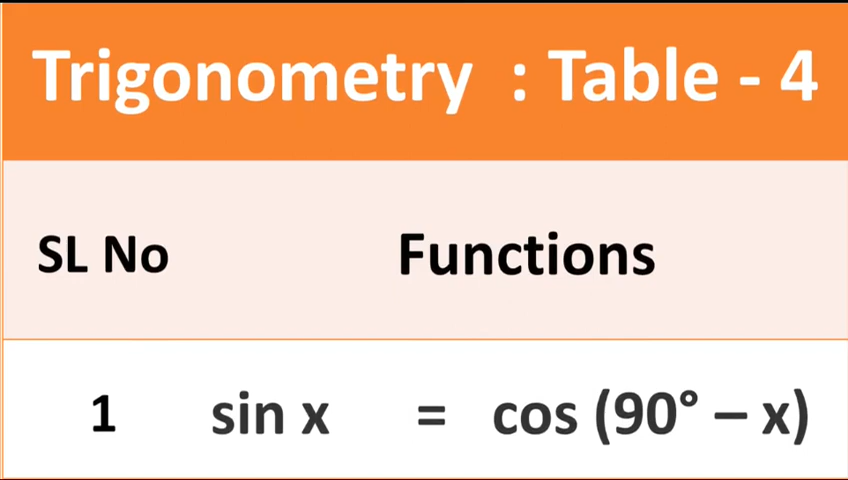 Trigonometry : Table - 4
SL No Functions
1 sin x = cos (90° – x)